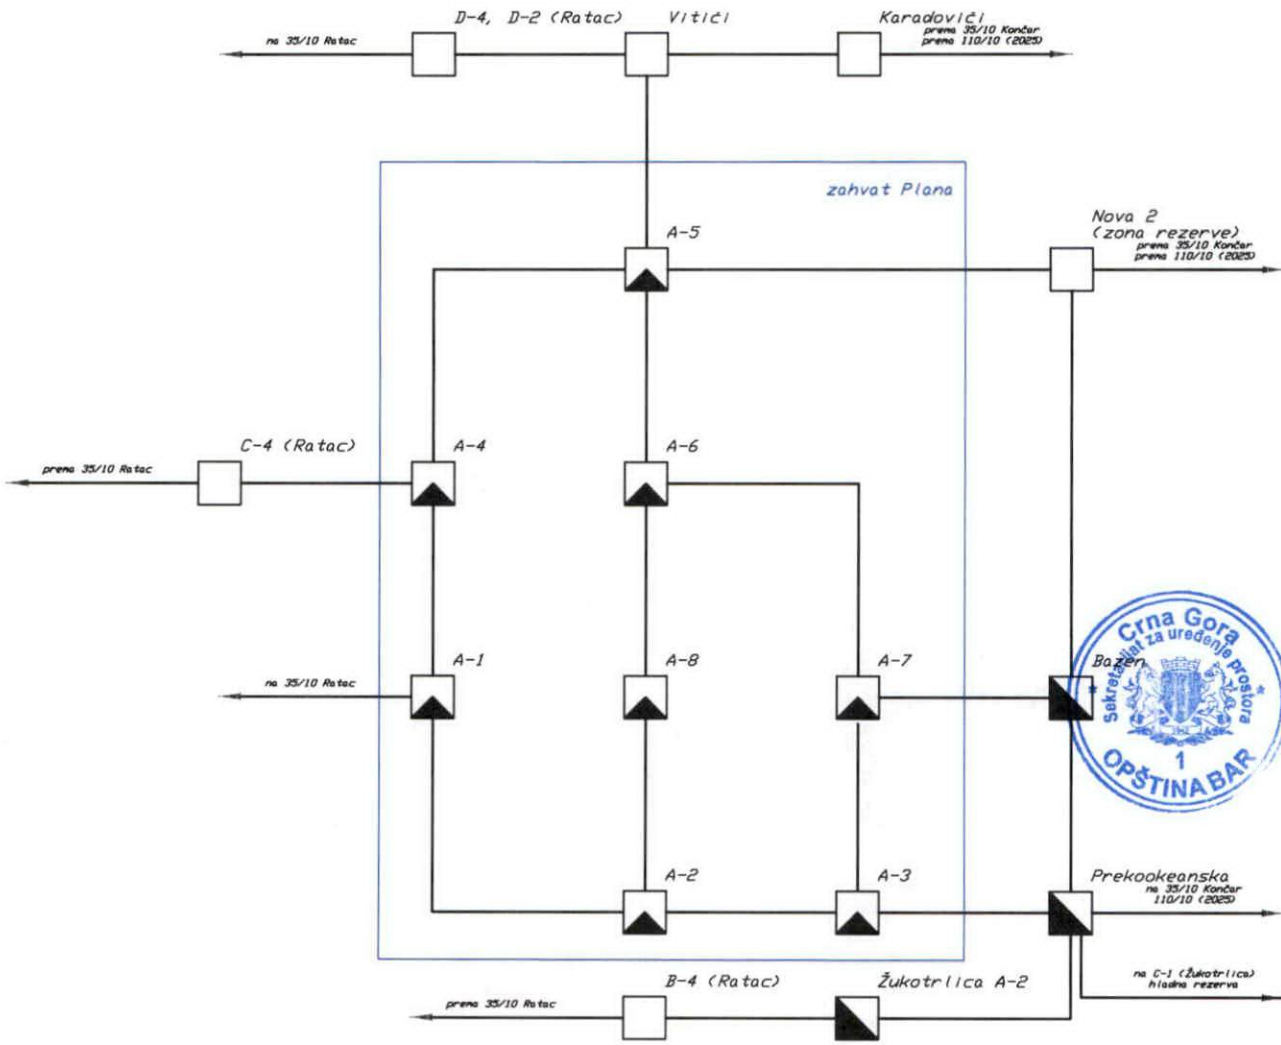 D-4, D-2 (Ratac)
Vitići
Karadovići
na 35/10 Ratac
prema 35/10 Končar
prema 110/10 (2025)
zahvat Plana
A-5
Nova 2
(zona rezerve)
prema 35/10 Končar
prema 110/10 (2025)
C-4 (Ratac)
A-4
A-6
prema 35/10 Ratac
A-1
A-8
A-7
Bazen
na 35/10 Ratac
Crna Gora
Sekretarijat za uređenje prostora
1
OPŠTINA BAR
A-2
A-3
Prekookeanska
na 35/10 Končar
110/10 (2025)
B-4 (Ratac)
Žukotrlica A-2
na C-1 (Žukotrlica)
hladna rezerva
prema 35/10 Ratac